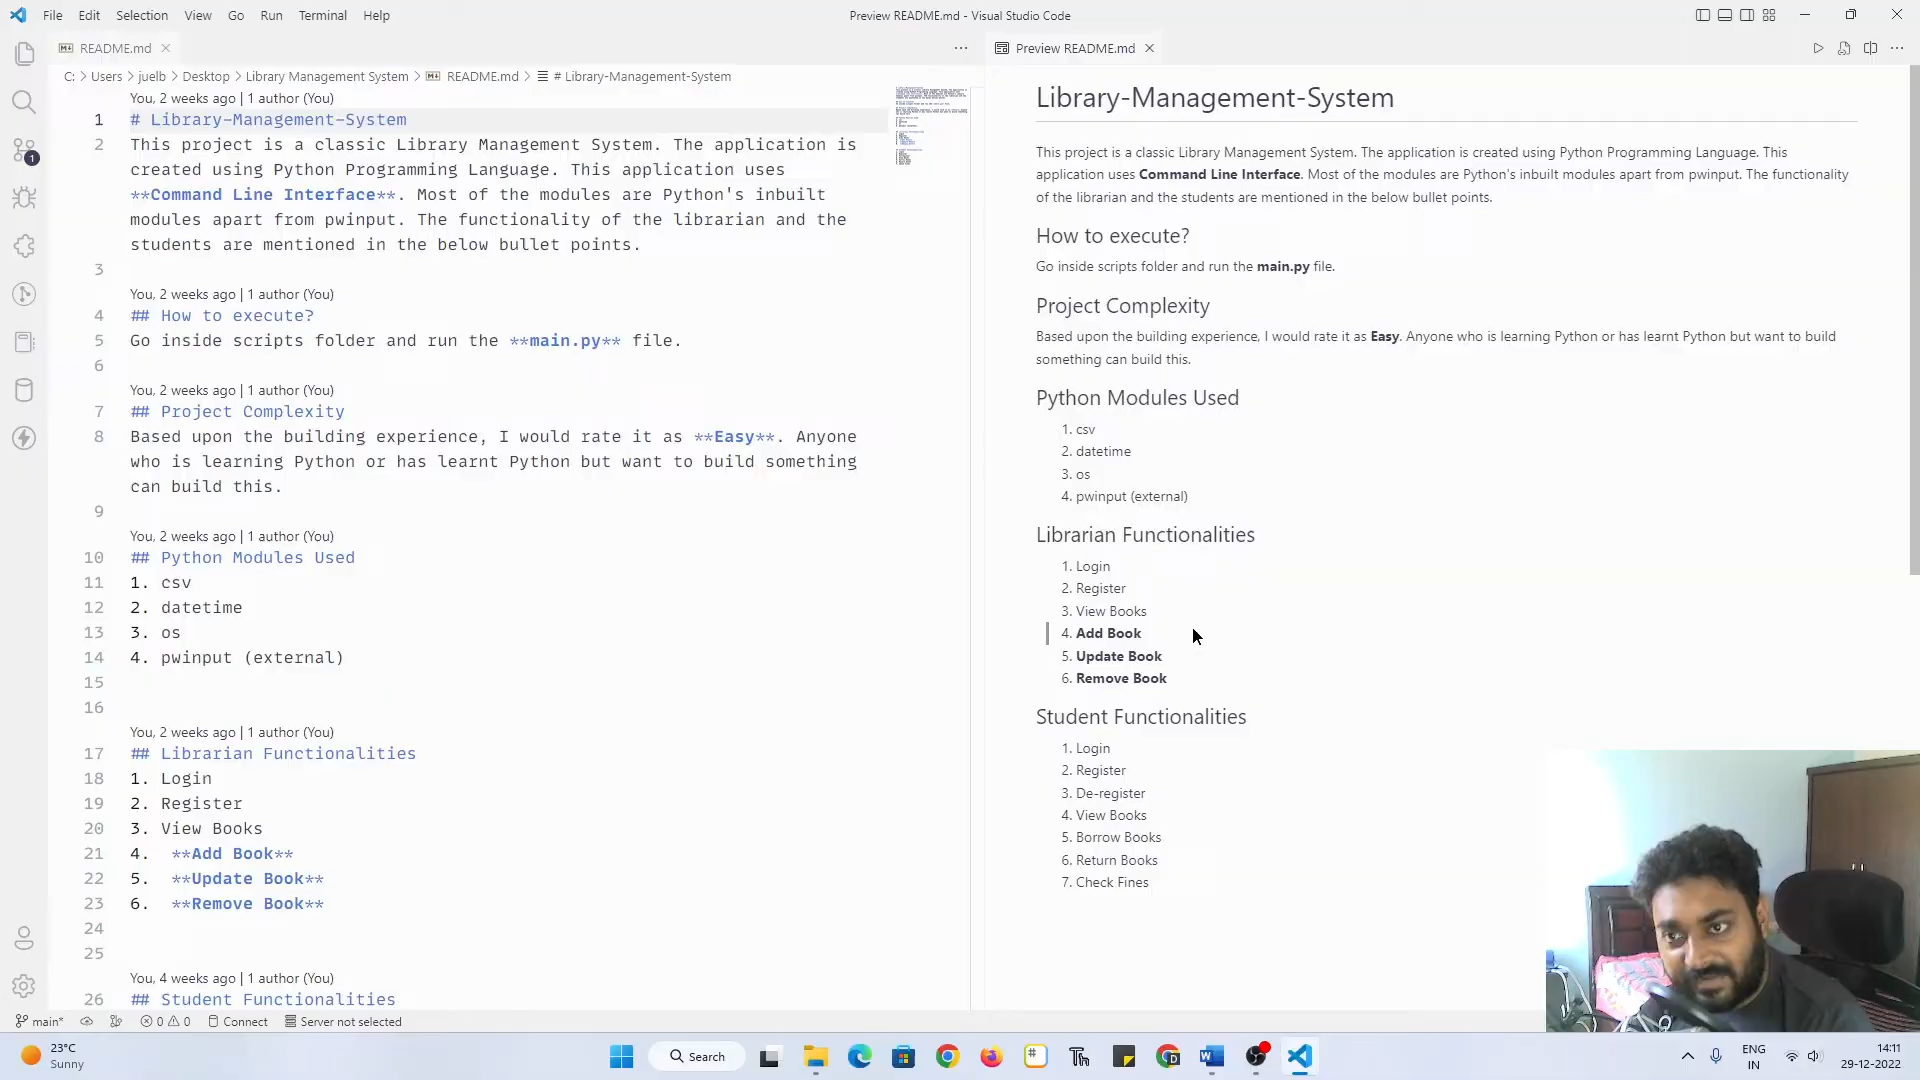 File Edit Selection View Go Run Terminal Help
Preview README.md - Visual Studio Code
README.md
Preview README.md
C: > Users > juelb > Desktop > Library Management System > README.md > # Library-Management-System
You, 2 weeks ago | 1 author (You)
1 # Library-Management-System
2 This project is a classic Library Management System. The application is
created using Python Programming Language. This application uses
**Command Line Interface**. Most of the modules are Python's inbuilt
modules apart from pwinput. The functionality of the librarian and the
students are mentioned in the below bullet points.
3
You, 2 weeks ago | 1 author (You)
4 ## How to execute?
5 Go inside scripts folder and run the **main.py** file.
6
You, 2 weeks ago | 1 author (You)
7 ## Project Complexity
8 Based upon the building experience, I would rate it as **Easy**. Anyone
who is learning Python or has learnt Python but want to build something
can build this.
9
You, 2 weeks ago | 1 author (You)
10 ## Python Modules Used
11 1. csv
12 2. datetime
13 3. os
14 4. pwinput (external)
15
16
You, 2 weeks ago | 1 author (You)
17 ## Librarian Functionalities
18 1. Login
19 2. Register
20 3. View Books
21 4. **Add Book**
22 5. **Update Book**
23 6. **Remove Book**
24
25
You, 4 weeks ago | 1 author (You)
26 ## Student Functionalities
Library-Management-System
This project is a classic Library Management System. The application is created using Python Programming Language. This
application uses Command Line Interface. Most of the modules are Python's inbuilt modules apart from pwinput. The functionality
of the librarian and the students are mentioned in the below bullet points.
How to execute?
Go inside scripts folder and run the main.py file.
Project Complexity
Based upon the building experience, I would rate it as Easy. Anyone who is learning Python or has learnt Python but want to build
something can build this.
Python Modules Used
1. csv
2. datetime
3. os
4. pwinput (external)
Librarian Functionalities
1. Login
2. Register
3. View Books
4. Add Book
5. Update Book
6. Remove Book
Student Functionalities
1. Login
2. Register
3. De-register
4. View Books
5. Borrow Books
6. Return Books
7. Check Fines
1
main* 0 0 Connect Server not selected
23°C
Sunny
Search
ENG
IN
14:11
29-12-2022